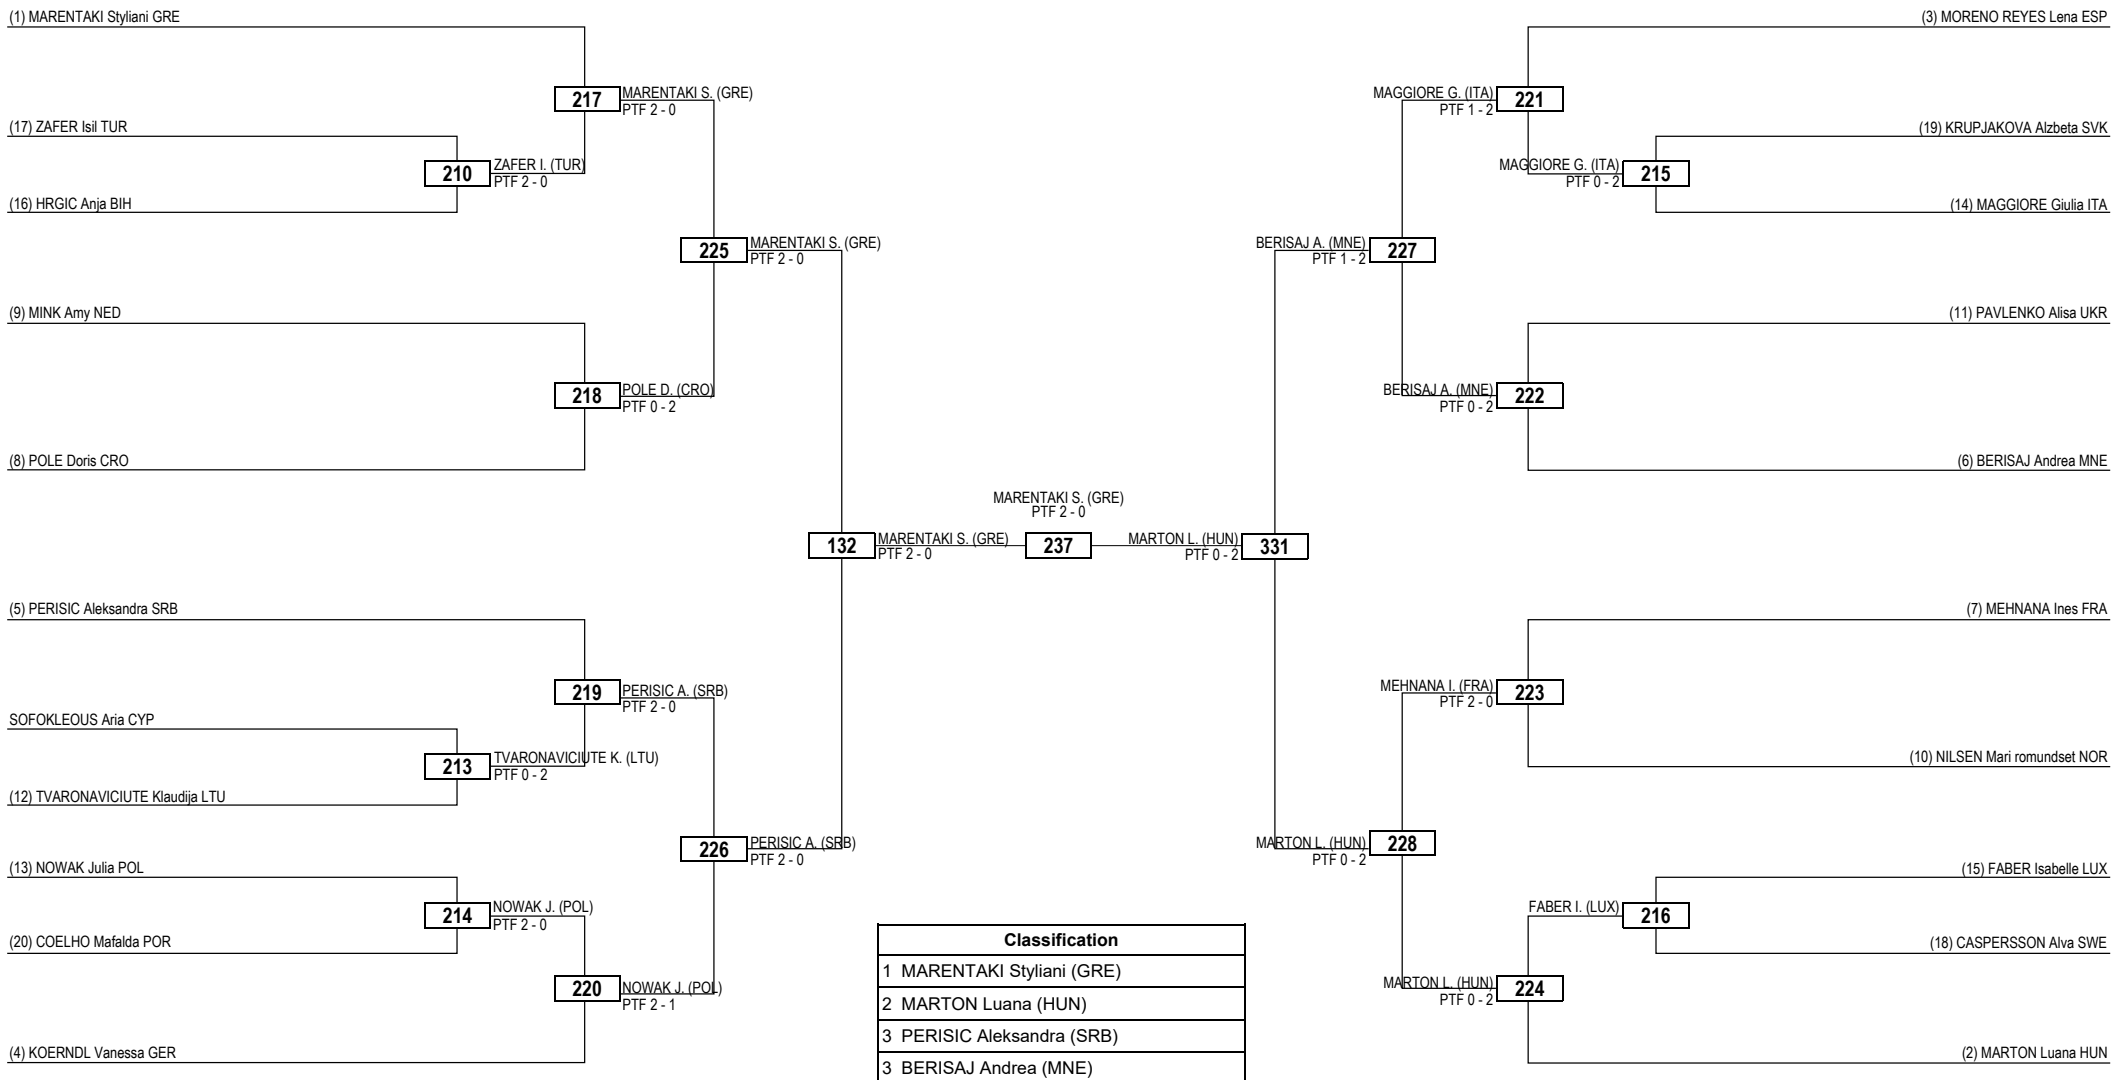 (1) MARENTAKI Styliani GRE
(3) MORENO REYES Lena ESP
217
MARENTAKI S. (GRE)
PTF 2 - 0
MAGGIORE G. (ITA)
PTF 1 - 2
221
(17) ZAFER Isil TUR
(19) KRUPJAKOVA Alzbeta SVK
210
ZAFER I. (TUR)
PTF 2 - 0
MAGGIORE G. (ITA)
PTF 0 - 2
215
(16) HRGIC Anja BIH
(14) MAGGIORE Giulia ITA
225
MARENTAKI S. (GRE)
PTF 2 - 0
BERISAJ A. (MNE)
PTF 1 - 2
227
(9) MINK Amy NED
(11) PAVLENKO Alisa UKR
218
POLE D. (CRO)
PTF 0 - 2
BERISAJ A. (MNE)
PTF 0 - 2
222
(8) POLE Doris CRO
(6) BERISAJ Andrea MNE
MARENTAKI S. (GRE)
PTF 2 - 0
132
MARENTAKI S. (GRE)
PTF 2 - 0
237
MARTON L. (HUN)
PTF 0 - 2
331
(5) PERISIC Aleksandra SRB
(7) MEHNANA Ines FRA
219
PERISIC A. (SRB)
PTF 2 - 0
MEHNANA I. (FRA)
PTF 2 - 0
223
SOFOKLEOUS Aria CYP
213
TVARONAVICIUTE K. (LTU)
PTF 0 - 2
(10) NILSEN Mari romundset NOR
(12) TVARONAVICIUTE Klaudija LTU
226
PERISIC A. (SRB)
PTF 2 - 0
MARTON L. (HUN)
PTF 0 - 2
228
(13) NOWAK Julia POL
(15) FABER Isabelle LUX
214
NOWAK J. (POL)
PTF 2 - 0
FABER I. (LUX)
216
(20) COELHO Mafalda POR
(18) CASPERSSON Alva SWE
220
NOWAK J. (POL)
PTF 2 - 1
MARTON L. (HUN)
PTF 0 - 2
224
(4) KOERNDL Vanessa GER
(2) MARTON Luana HUN
Classification
1 MARENTAKI Styliani (GRE)
2 MARTON Luana (HUN)
3 PERISIC Aleksandra (SRB)
3 BERISAJ Andrea (MNE)